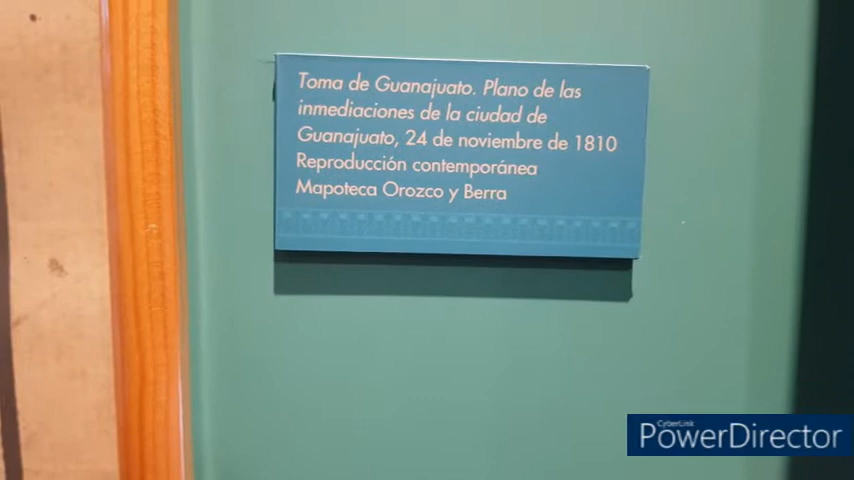 Toma de Guanajuato. Plano de las
inmediaciones de la ciudad de
Guanajuato, 24 de noviembre de 1810
Reproducción contemporánea
Mapoteca Orozco y Berra
CyberLink
PowerDirector